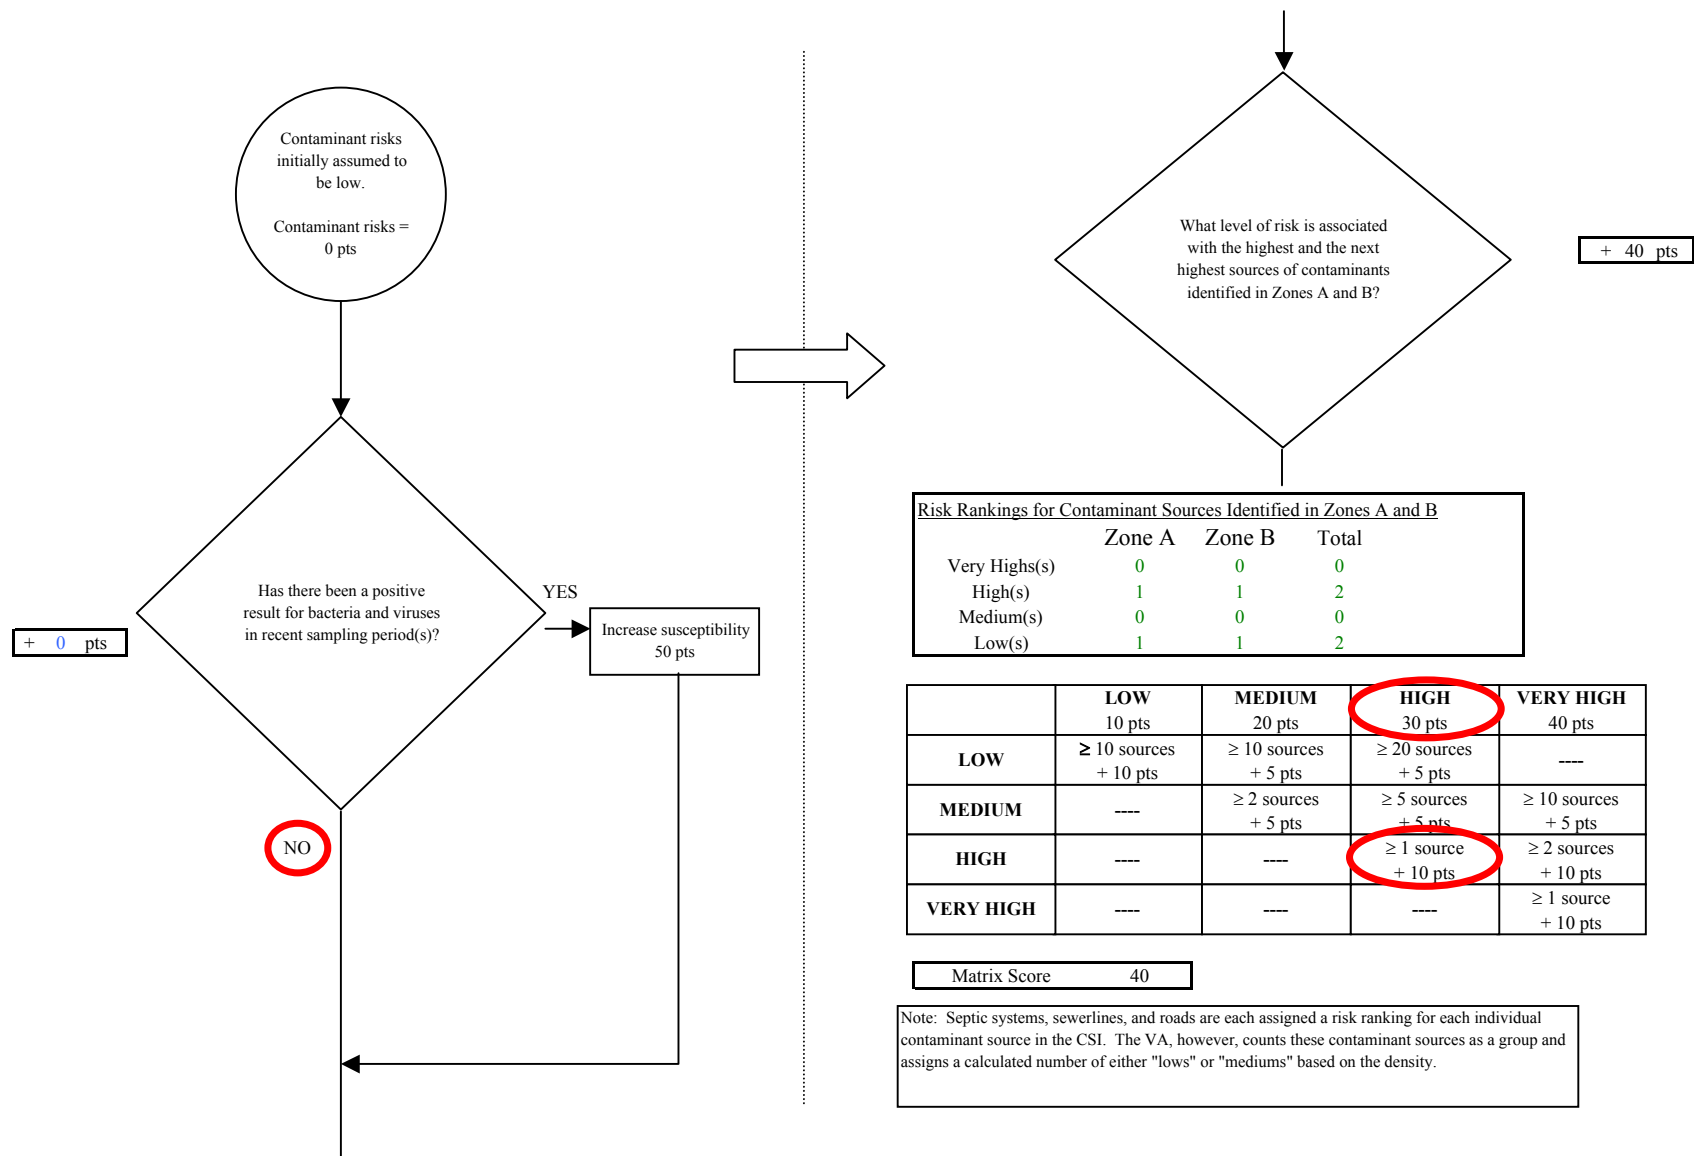 Contaminant risks
initially assumed to
be low.
Contaminant risks =
0 pts
Has there been a positive
result for bacteria and viruses
in recent sampling period(s)?
YES
+ 0 pts
Increase susceptibility
50 pts
NO
What level of risk is associated
with the highest and the next
highest sources of contaminants
identified in Zones A and B?
+ 40 pts
Risk Rankings for Contaminant Sources Identified in Zones A and B
Zone A Zone B Total
Very Highs(s) 0 0 0
High(s) 1 1 2
Medium(s) 0 0 0
Low(s) 1 1 2
LOW MEDIUM HIGH VERY HIGH
10 pts 20 pts 30 pts 40 pts
LOW ≥ 10 sources ≥ 10 sources ≥ 20 sources ----
+ 10 pts + 5 pts + 5 pts
MEDIUM ---- ≥ 2 sources ≥ 5 sources ≥ 10 sources
+ 5 pts + 5 pts + 5 pts
HIGH ---- ---- ≥ 1 source ≥ 2 sources
+ 10 pts + 10 pts
VERY HIGH ---- ---- ---- ≥ 1 source
+ 10 pts
Matrix Score 40
Note: Septic systems, sewerlines, and roads are each assigned a risk ranking for each individual
contaminant source in the CSI. The VA, however, counts these contaminant sources as a group and
assigns a calculated number of either "lows" or "mediums" based on the density.